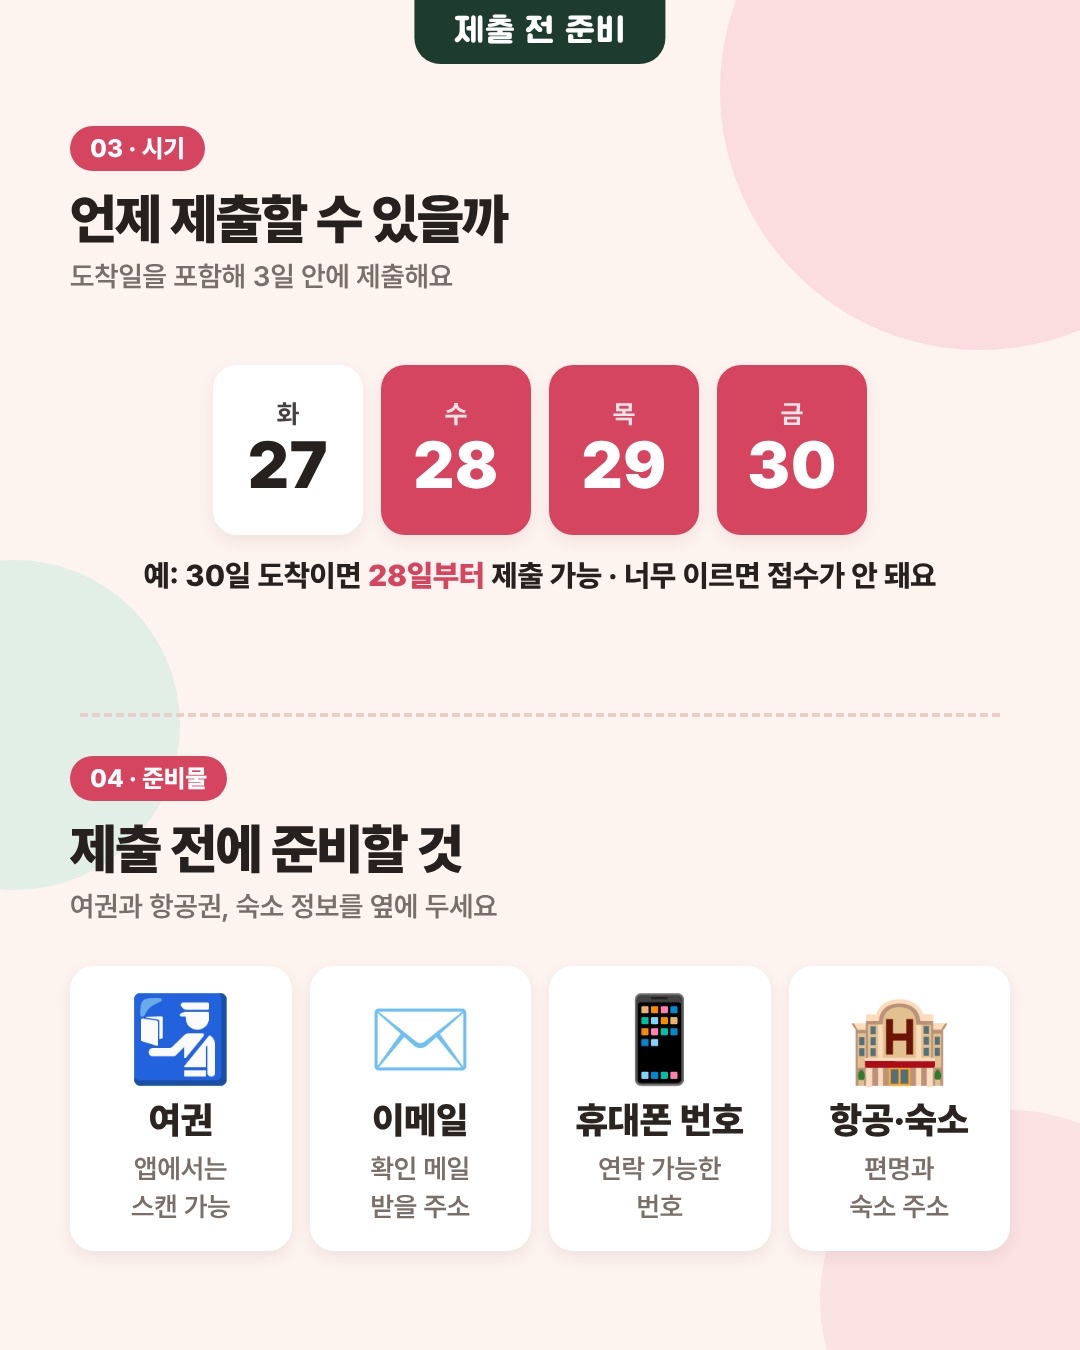 제출 전 준비
03 · 시기
언제 제출할 수 있을까
도착일을 포함해 3일 안에 제출해요
화 수 목 금
27 28 29 30
예: 30일 도착이면 28일부터 제출 가능 · 너무 이르면 접수가 안 돼요
04 · 준비물
제출 전에 준비할 것
여권과 항공권, 숙소 정보를 옆에 두세요
H
여권
앱에서는
스캔 가능
이메일
확인 메일
받을 주소
휴대폰 번호
연락 가능한
번호
항공·숙소
편명과
숙소 주소